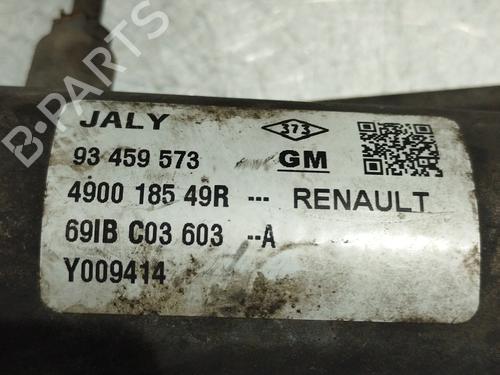 JALY
373
93 459 573
GM
4900 185 49R --- RENAULT
69IB C03 603 --A
Y009414
B-PARTS